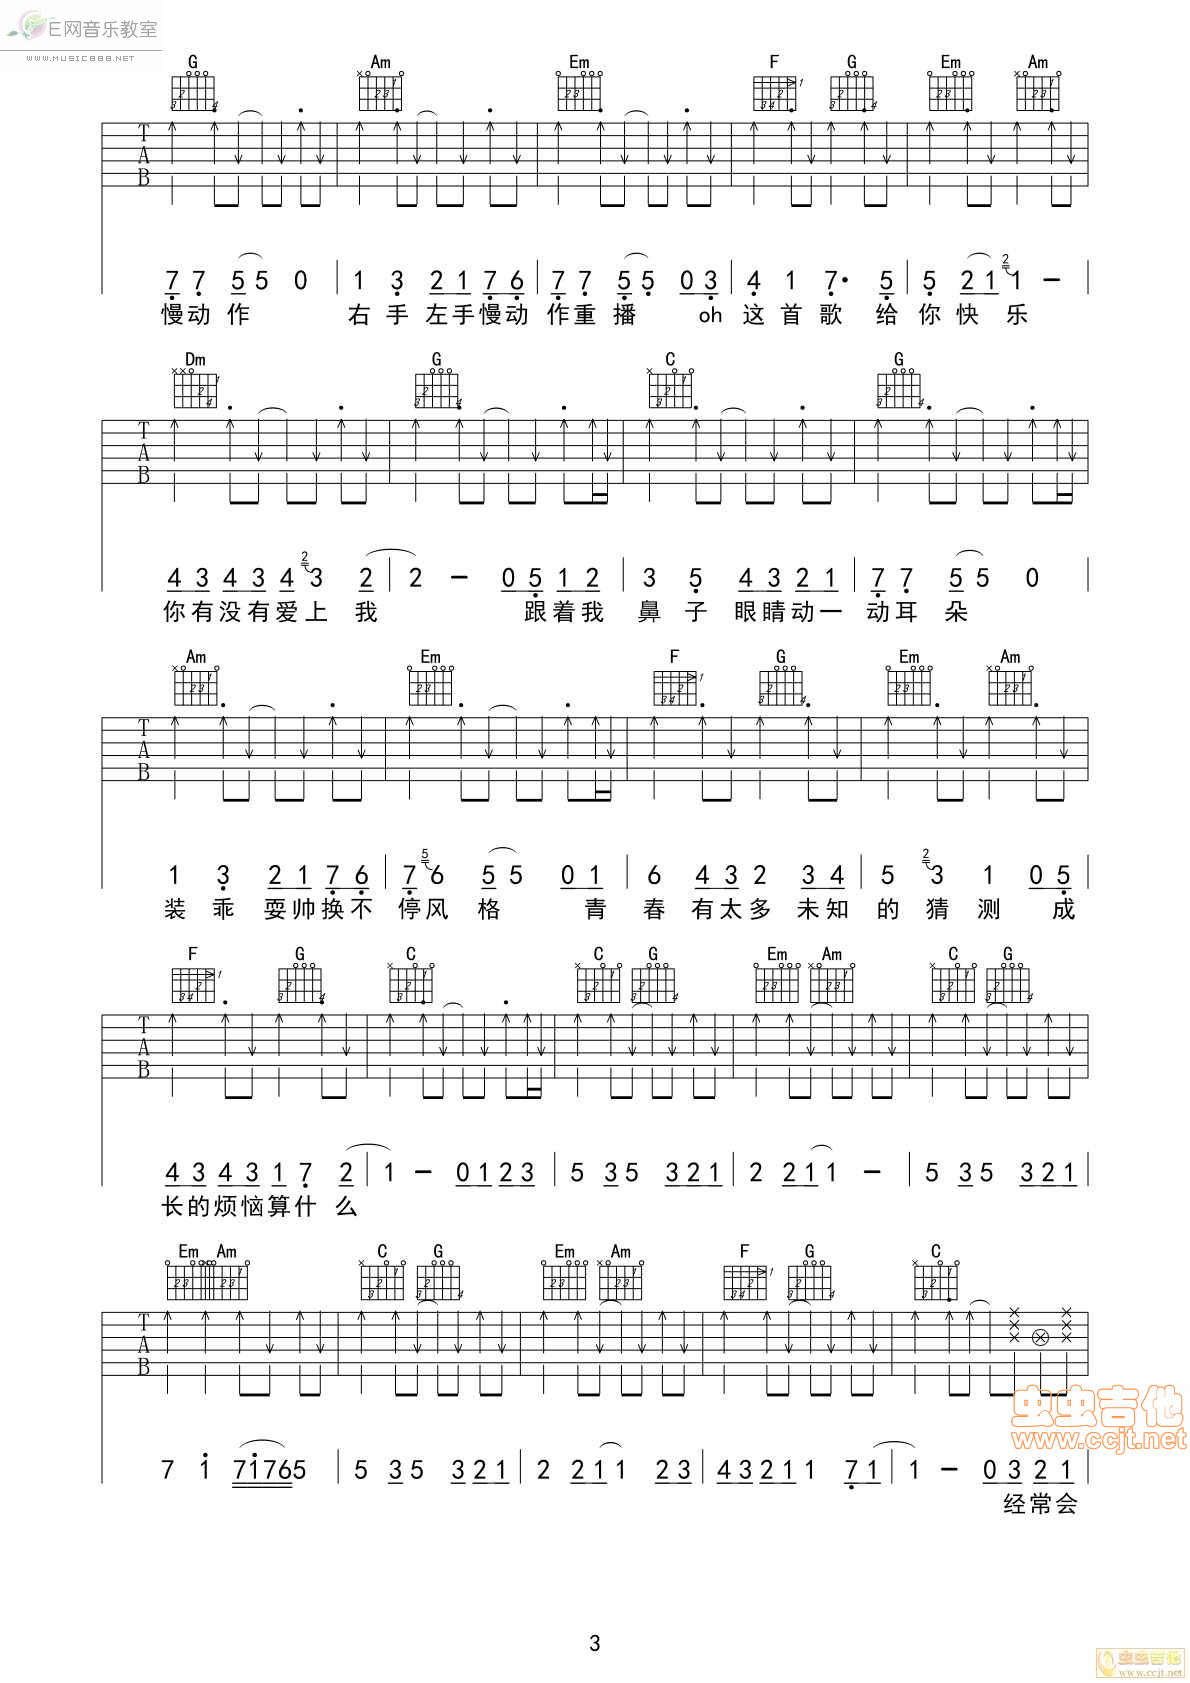 E网音乐教室
WWW.MUSIC888.NET
G Am Em F G Em Am
T
A
B
7 7 5 5 0 | 1 3 2 1 7 6 | 7 7 5 5 0 3 | 4 1 7· 5 | 5 2 1 2 1 — |
慢动作 右手左手慢动作重播 oh 这首歌给你快乐
Dm G C G
T
A
B
4 3 4 3 4 2 3 2 | 2 — 0 5 1 2 | 3 5 4 3 2 1 | 7 7 5 5 0 |
你有没有爱上我 跟着我鼻子眼睛动一动耳朵
Am Em F G Em Am
T
A
B
1 3 2 1 7 6 | 7 5 6 5 5 0 1 | 6 4 3 2 3 4 | 5 2 3 1 0 5 |
装乖耍帅换不停风格 青春有太多未知的猜测 成
F G C C G Em Am C G
T
A
B
4 3 4 3 1 7 2 | 1 — 0 1 2 3 | 5 3 5 3 2 1 | 2 2 1 1 — | 5 3 5 3 2 1 |
长的烦恼算什么
Em Am C G Em Am F G C
T
A
B
7 1 7 1 7 6 5 | 5 3 5 3 2 1 | 2 2 1 1 2 3 | 4 3 2 1 1 7 1 | 1 — 0 3 2 1
经常会
虫虫吉他
www.ccjt.net
3
虫虫吉他
www.ccjt.net